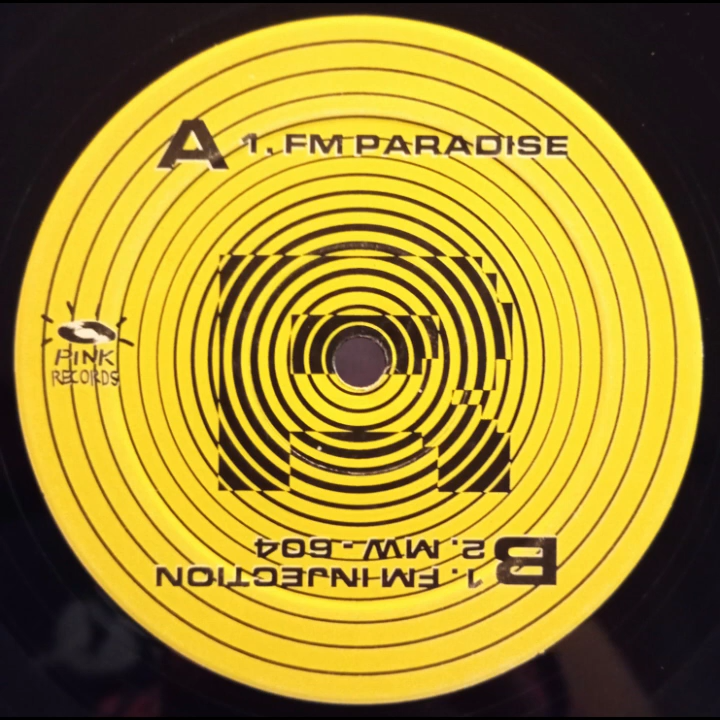 A 1. FM PARADISE
PINK
RECORDS
B 1. FM INJECTION
2. MW - 604